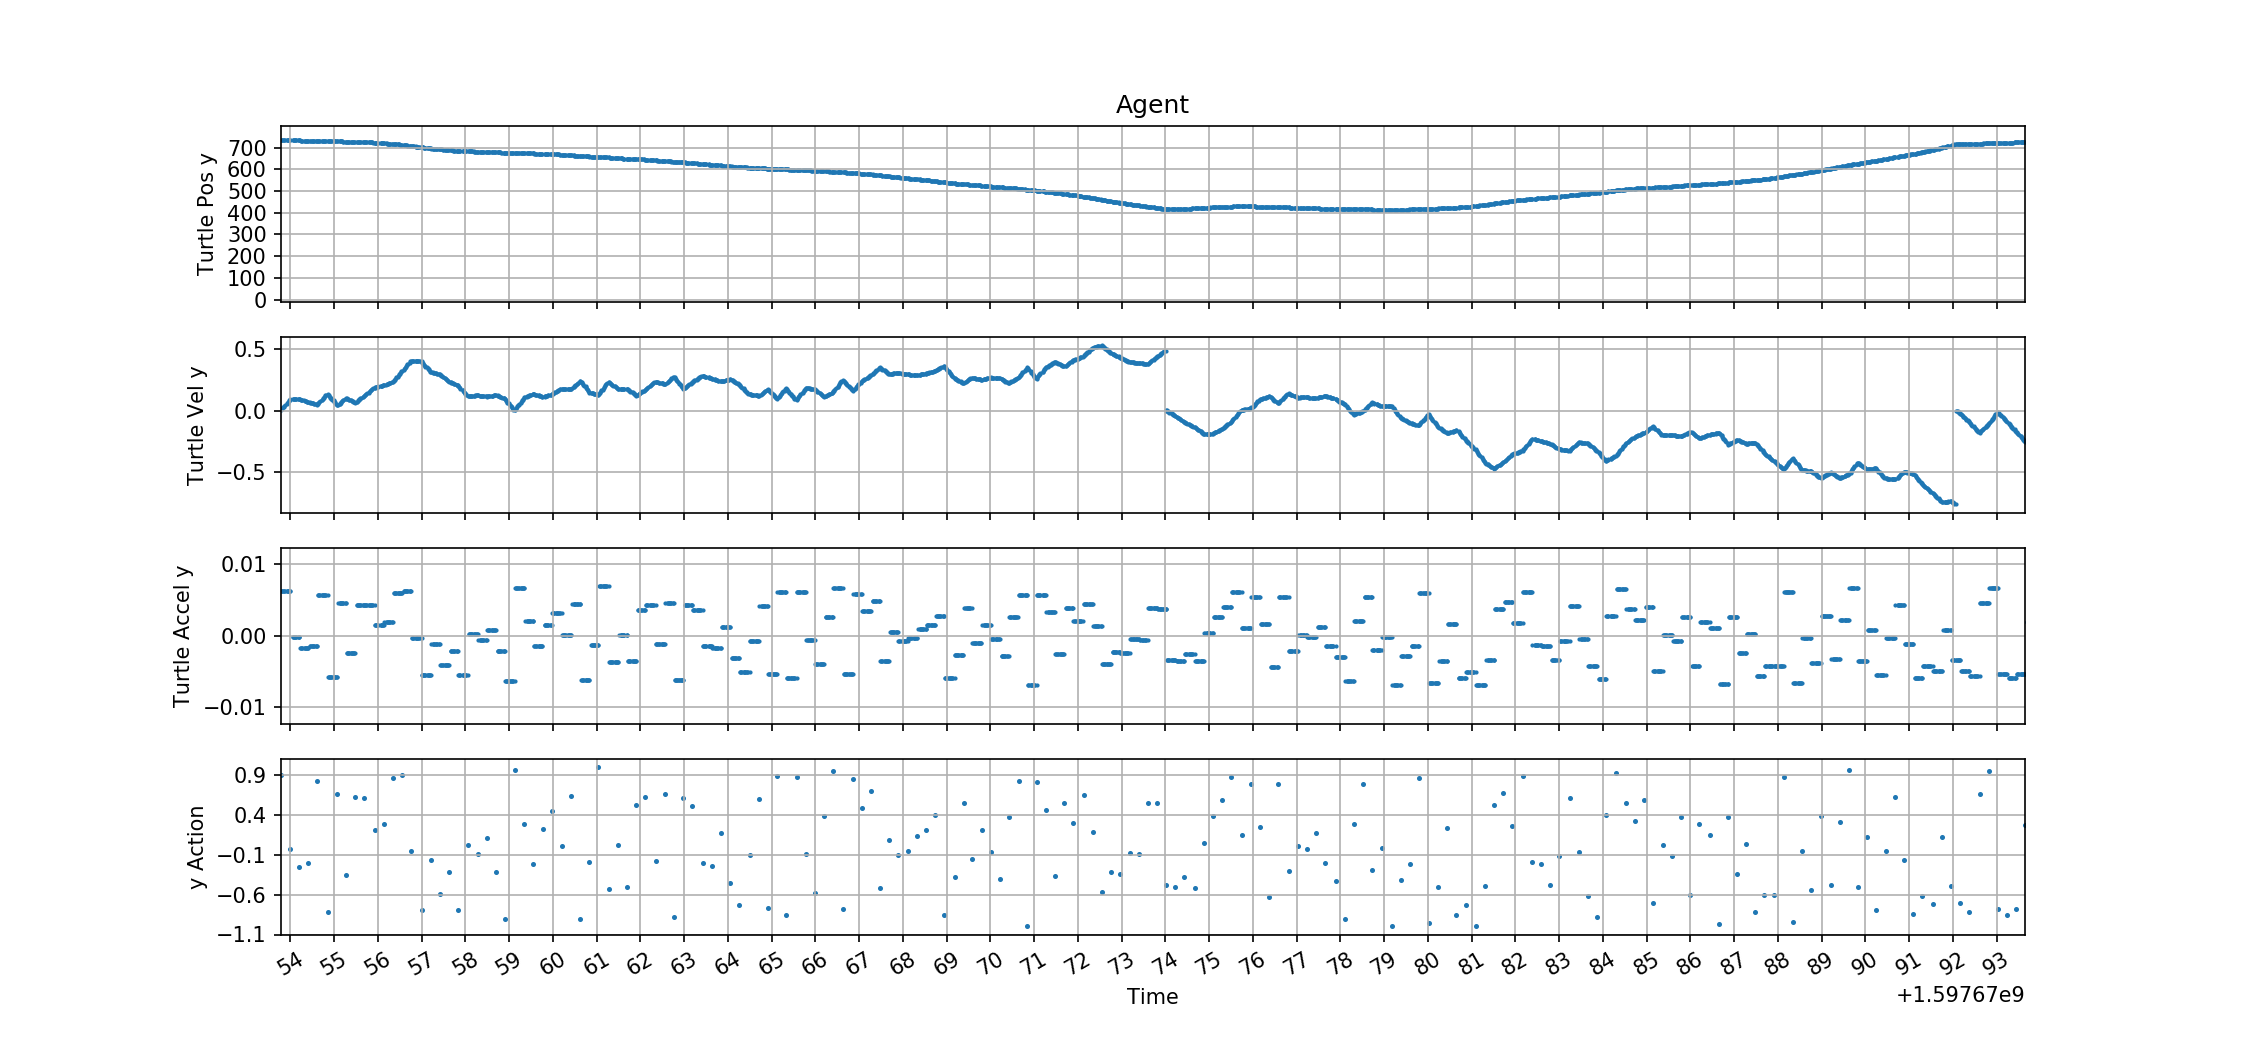 Agent
Turtle Pos y
700
600
500
400
300
200
100
0
Turtle Vel y
0.5
0.0
−0.5
Turtle Accel y
0.01
0.00
−0.01
y Action
0.9
0.4
−0.1
−0.6
−1.1
54 55 56 57 58 59 60 61 62 63 64 65 66 67 68 69 70 71 72 73 74 75 76 77 78 79 80 81 82 83 84 85 86 87 88 89 90 91 92 93
Time
+1.59767e9